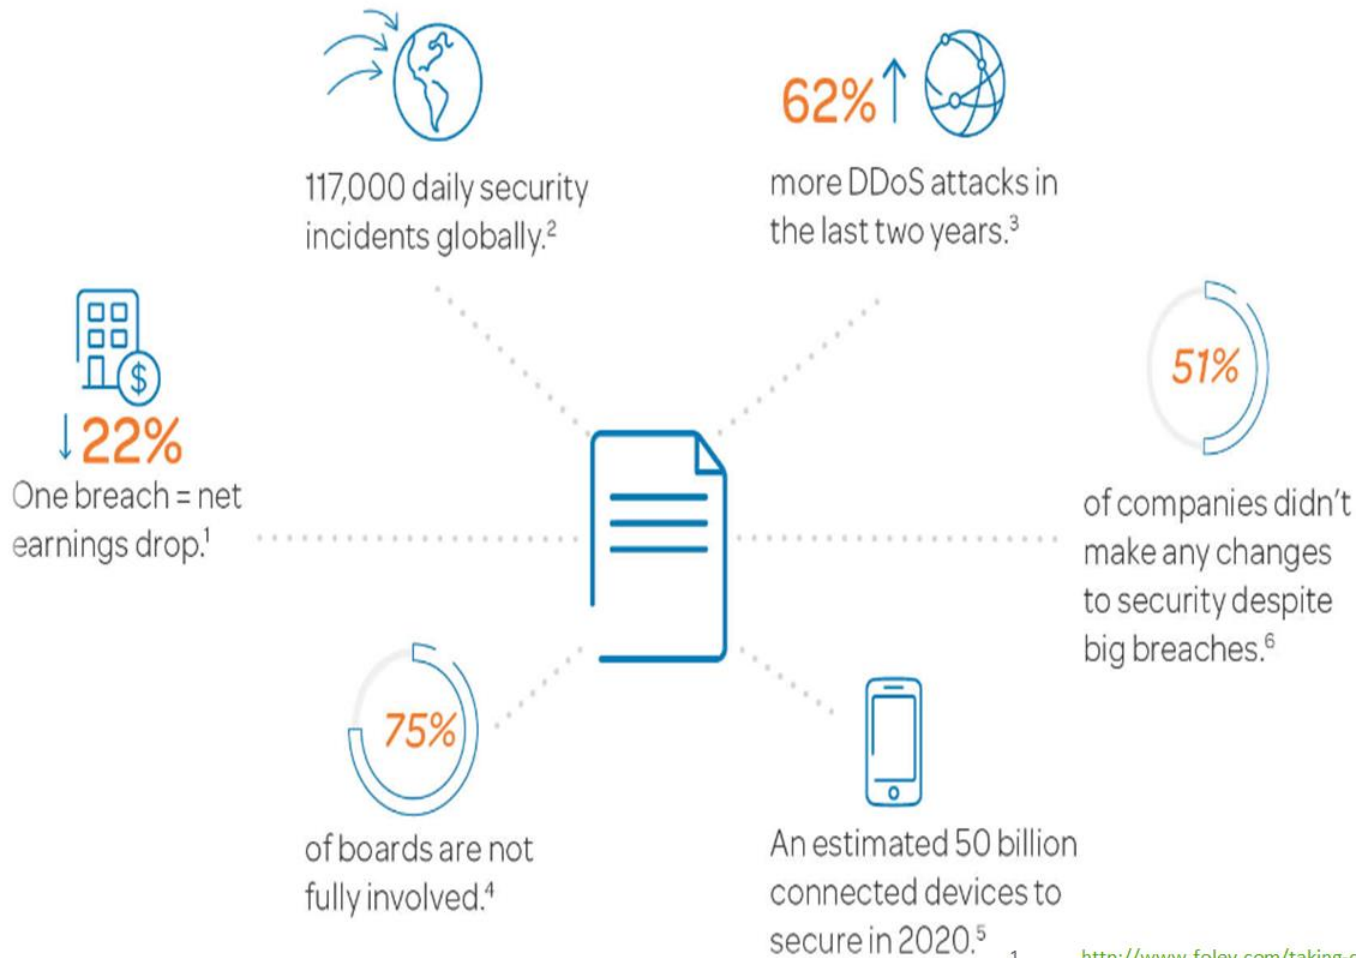 117,000 daily security
incidents globally.²
62%
more DDoS attacks in
the last two years.³
$
22%
One breach = net
earnings drop.¹
51%
of companies didn't
make any changes
to security despite
big breaches.⁶
75%
of boards are not
fully involved.⁴
An estimated 50 billion
connected devices to
secure in 2020.⁵
1